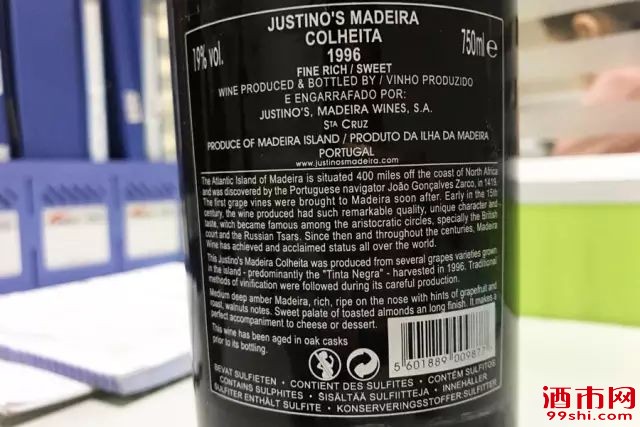 JUSTINO'S MADEIRA
COLHEITA
19% vol.
1996
750ml e
FINE RICH / SWEET
WINE PRODUCED & BOTTLED BY / VINHO PRODUZIDO
E ENGARRAFADO POR:
JUSTINO'S, MADEIRA WINES, S.A.
STA CRUZ
PRODUCE OF MADEIRA ISLAND / PRODUTO DA ILHA DA MADEIRA
PORTUGAL
www.justinosmadeira.com
The Atlantic Island of Madeira is situated 400 miles off the coast of North Africa
and was discovered by the Portuguese navigator João Gonçalves Zarco, in 1419.
The first grape vines were brought to Madeira soon after. Early in the 15th
century, the wine produced had such remarkable quality, unique character and
taste, witch became famous among the aristocratic circles, specially the British
court and the Russian Tsars. Since then and throughout the centuries, Madeira
Wine has achieved and acclaimed status all over the world.
This Justino's Madeira Colheita was produced from several grapes varieties grown
in the island - predominantly the "Tinta Negra" - harvested in 1996. Traditional
methods of vinification were followed during its careful production.
Medium deep amber Madeira, rich, ripe on the nose with hints of grapefruit and
roast, walnuts notes. Sweet palate of toasted almonds an long finish. It makes a
perfect accompaniment to cheese or dessert.
This wine has been aged in oak casks
prior to its bottling.
5 601889 009877
BEVAT SULFIETEN - CONTIENT DES SULFITES - CONTÉM SULFITOS
CONTAINS SULPHITES - SISÄLTÄÄ SULFIITTEJA - INNEHÅLLER
SULFITER ENTHÄLT SULFITE - KONSERVERINGSSTOFFER SULFITTER
酒市网
99shi.com